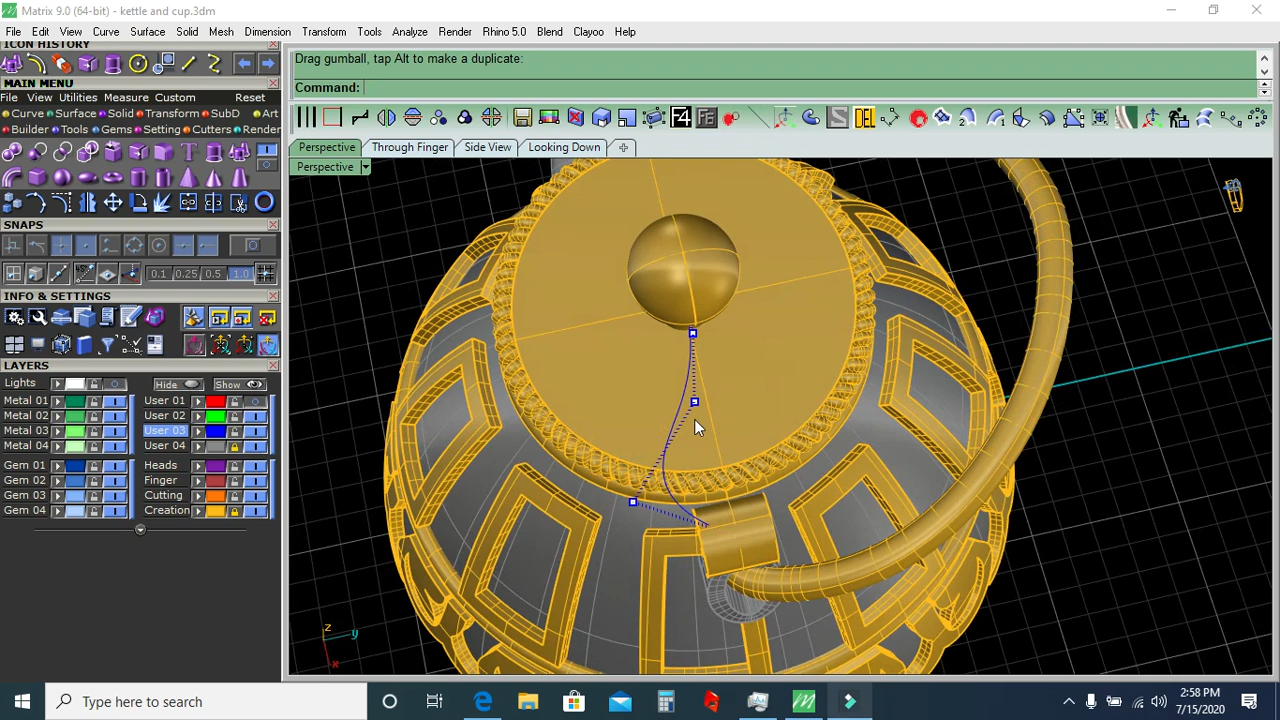 Matrix 9.0 (64-bit) - kettle and cup.3dm
File Edit View Curve Surface Solid Mesh Dimension Transform Tools Analyze Render Rhino 5.0 Blend Clayoo Help
ICON HISTORY
Drag gumball, tap Alt to make a duplicate:
Command:
MAIN MENU
File View Utilities Measure Custom Reset
Curve Surface Solid Transform SubD Art
Builder Tools Gems Setting Cutters Render
F4 DEL
Perspective Through Finger Side View Looking Down
Perspective
SNAPS
0.1 0.25 0.5 1.0
INFO & SETTINGS
LAYERS
Lights Hide Show
Metal 01 User 01
Metal 02 User 02
Metal 03 User 03
Metal 04 User 04
Gem 01 Heads
Gem 02 Finger
Gem 03 Cutting
Gem 04 Creation
z
y
x
Type here to search
2:58 PM
7/15/2020